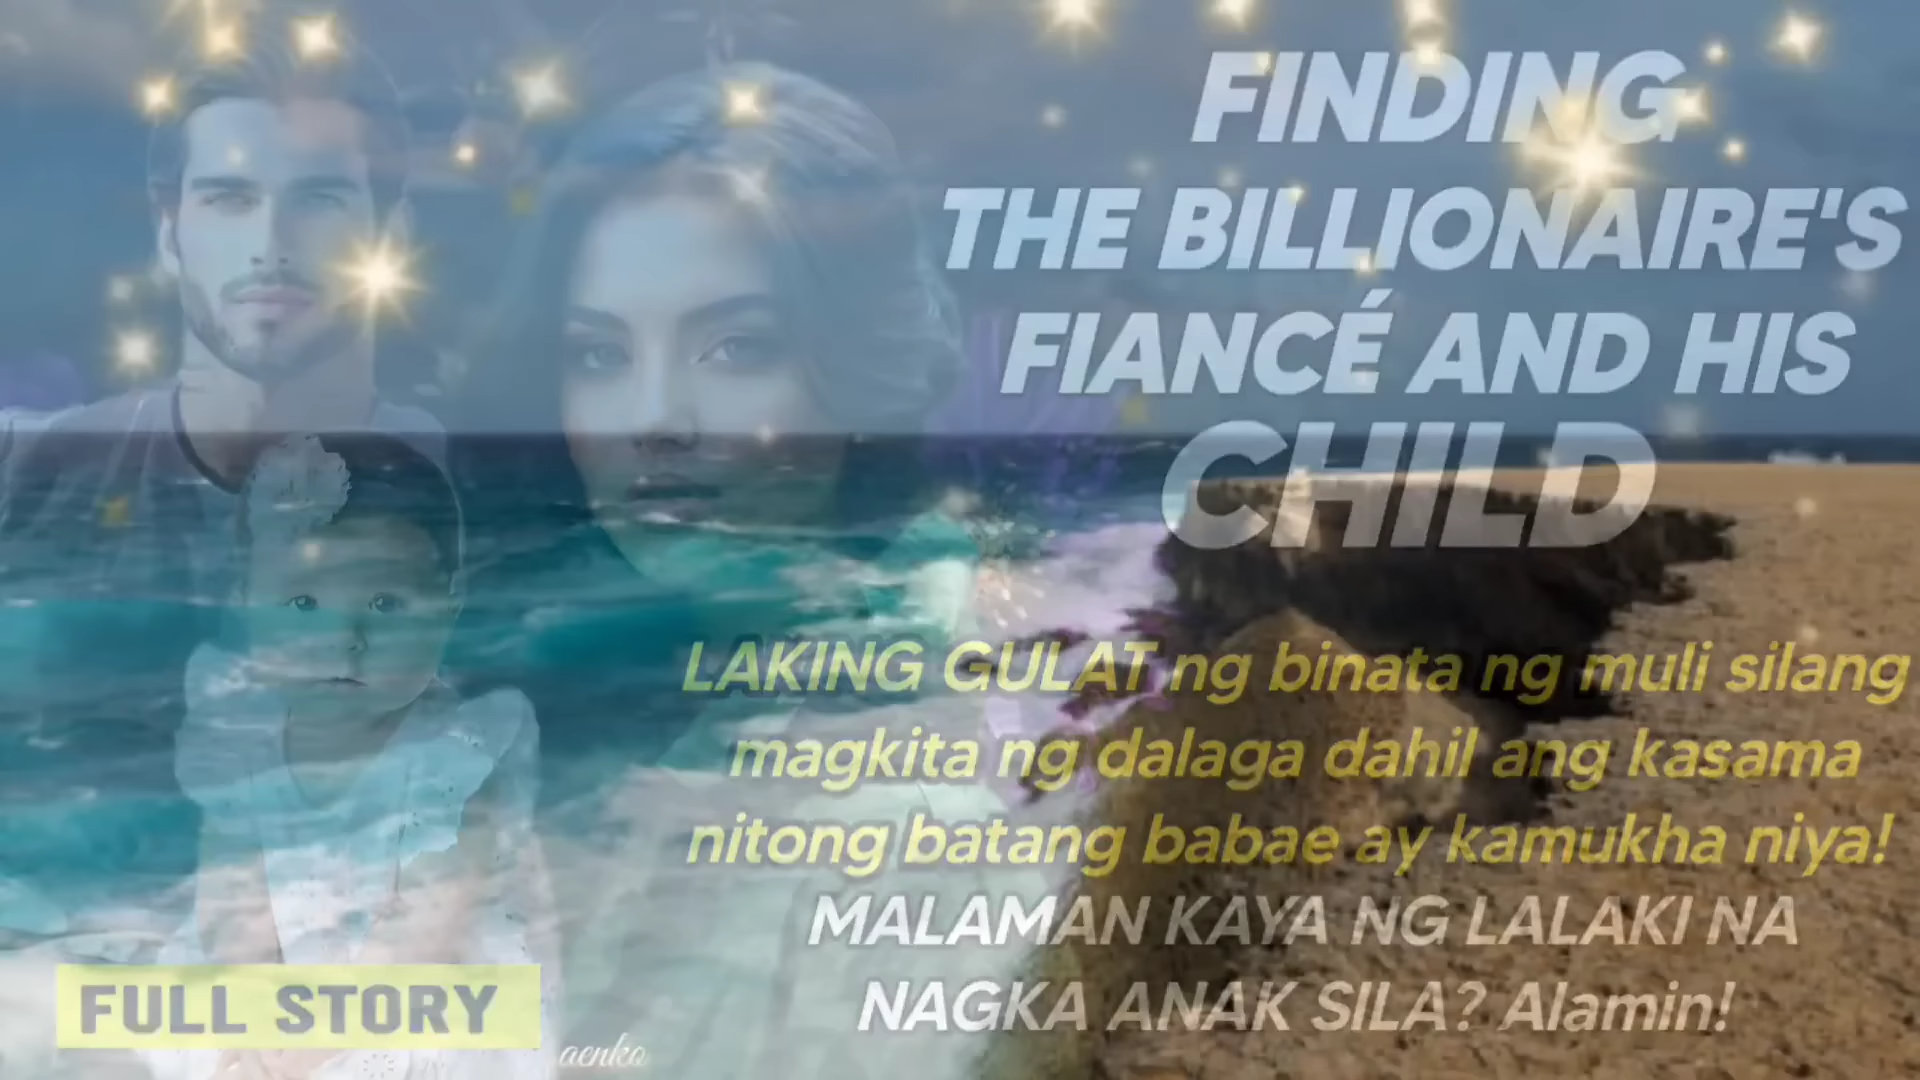 FINDING
THE BILLIONAIRE'S
FIANCÉ AND HIS
CHILD
LAKING GULAT ng binata ng muli silang
magkita ng dalaga dahil ang kasama
nitong batang babae ay kamukha niya!
MALAMAN KAYA NG LALAKI NA
NAGKA ANAK SILA? Alamin!
FULL STORY
aenko